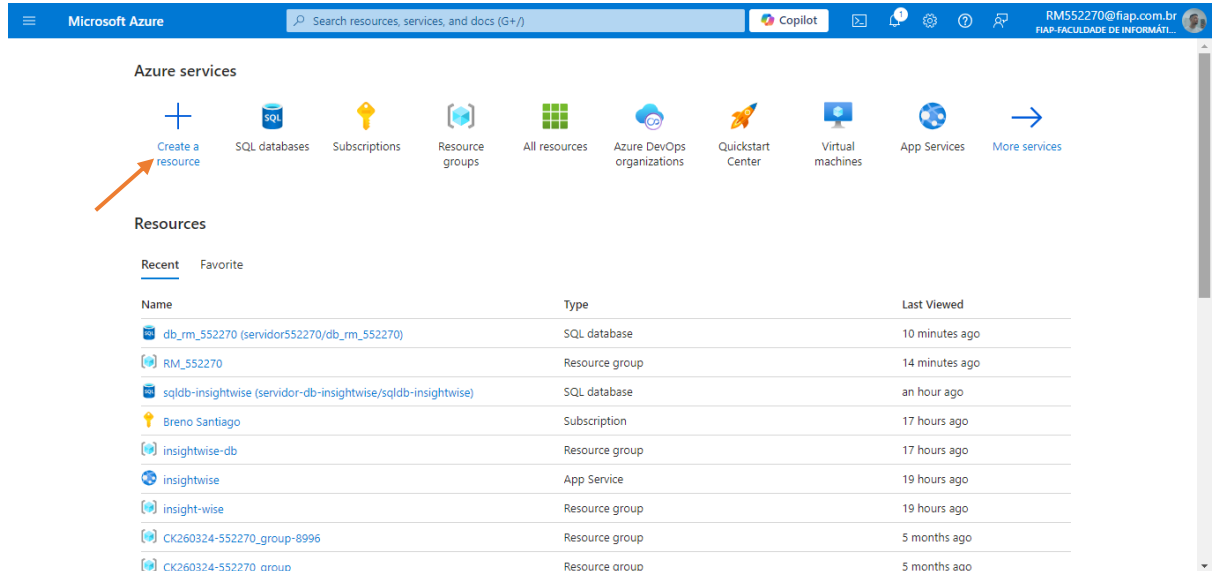 Microsoft Azure
Search resources, services, and docs (G+/)
Copilot
1
RM552270@fiap.com.br
FIAP-FACULDADE DE INFORMÁTI...
Azure services
Create a resource
SQL
SQL databases
Subscriptions
Resource groups
All resources
Azure DevOps organizations
Quickstart Center
Virtual machines
App Services
More services
Resources
Recent Favorite
Name Type Last Viewed
db_rm_552270 (servidor552270/db_rm_552270) SQL database 10 minutes ago
RM_552270 Resource group 14 minutes ago
sqldb-insightwise (servidor-db-insightwise/sqldb-insightwise) SQL database an hour ago
Breno Santiago Subscription 17 hours ago
insightwise-db Resource group 17 hours ago
insightwise App Service 19 hours ago
insight-wise Resource group 19 hours ago
CK260324-552270_group-8996 Resource group 5 months ago
CK260324-552270_group Resource group 5 months ago